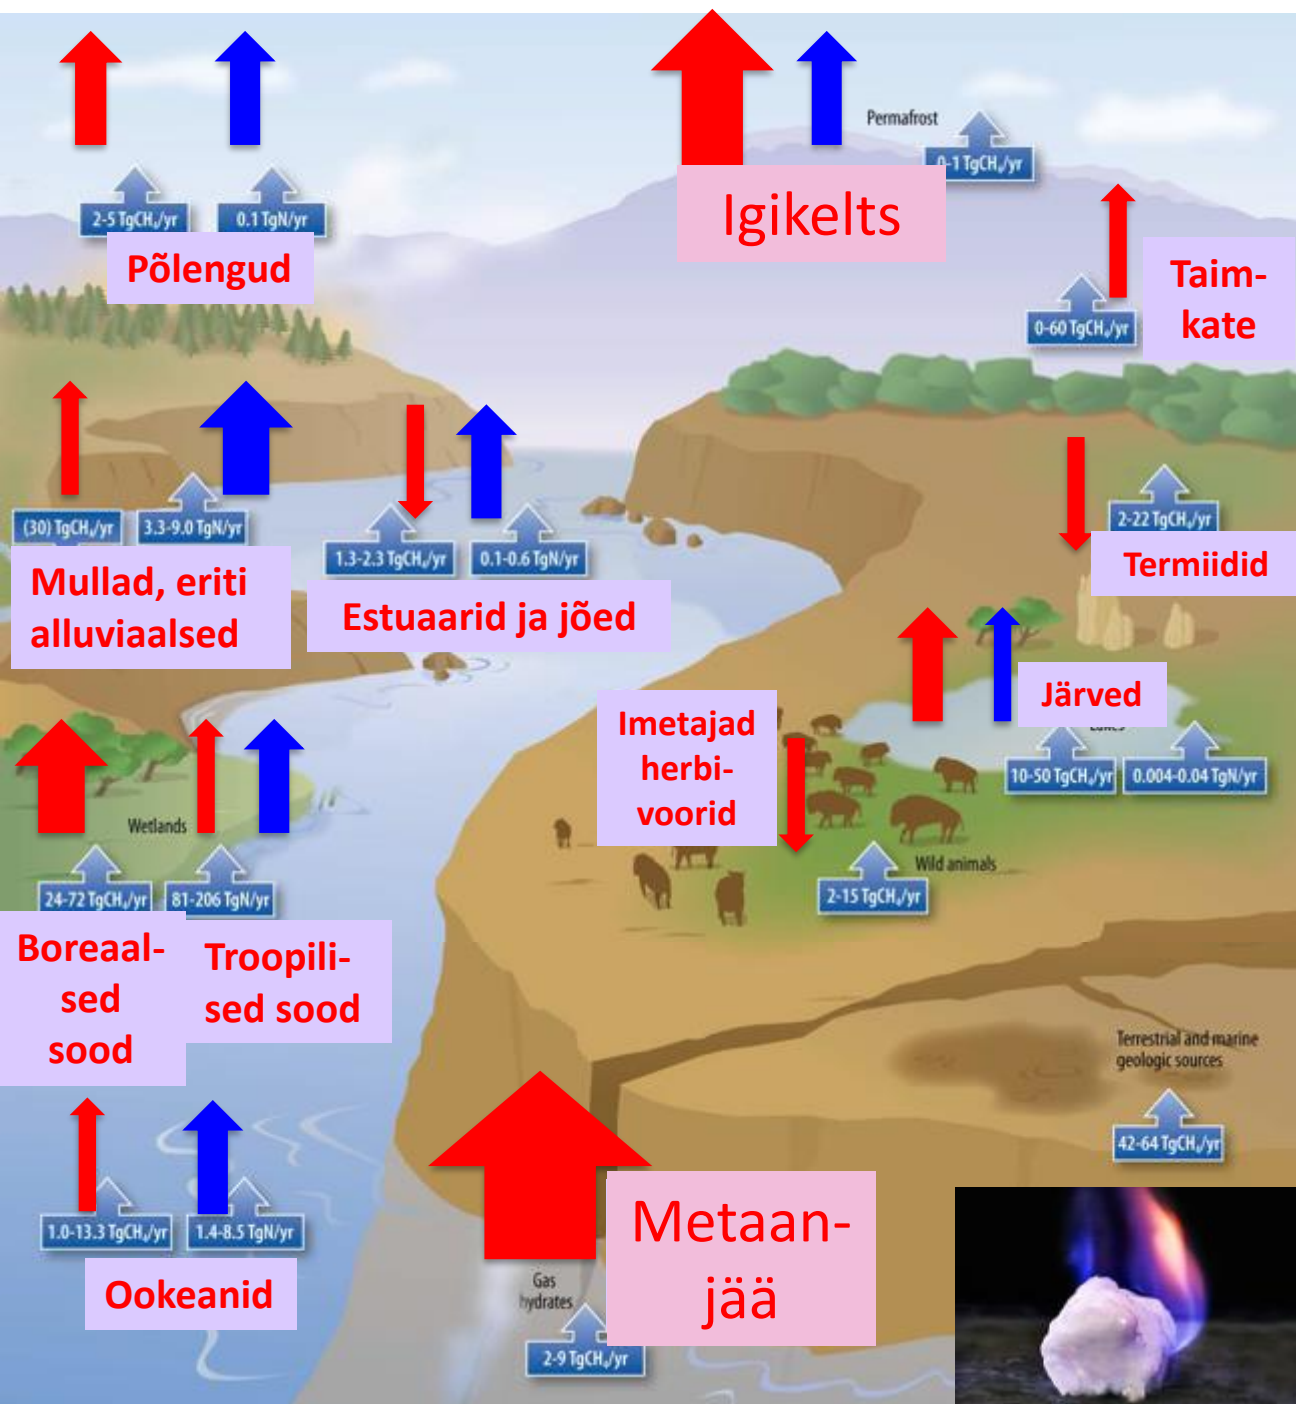 Permafrost
0-1 TgCH₄/yr
Igikelts
2-5 TgCH₄/yr
0.1 TgN/yr
Põlengud
Taim-
kate
0-60 TgCH₄/yr
(30) TgCH₄/yr
3.3-9.0 TgN/yr
Mullad, eriti
alluviaalsed
1.3-2.3 TgCH₄/yr
0.1-0.6 TgN/yr
Estuaarid ja jõed
2-22 TgCH₄/yr
Termiidid
Järved
Lakes
10-50 TgCH₄/yr
0.004-0.04 TgN/yr
Imetajad
herbi-
voorid
Wild animals
2-15 TgCH₄/yr
Wetlands
24-72 TgCH₄/yr
81-206 TgN/yr
Boreaal-
sed
sood
Troopili-
sed sood
Terrestrial and marine
geologic sources
42-64 TgCH₄/yr
1.0-13.3 TgCH₄/yr
1.4-8.5 TgN/yr
Ookeanid
Metaan-
jää
Gas
hydrates
2-9 TgCH₄/yr